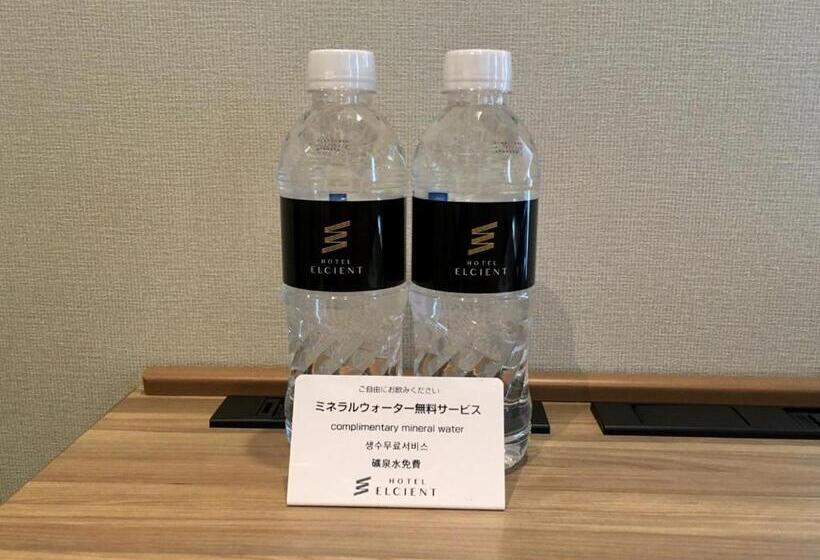 HOTEL
ELCIENT
HOTEL
ELCIENT
ご自由にお飲みください
ミネラルウォーター無料サービス
complimentary mineral water
생수무료서비스
礦泉水免費
HOTEL
ELCIENT